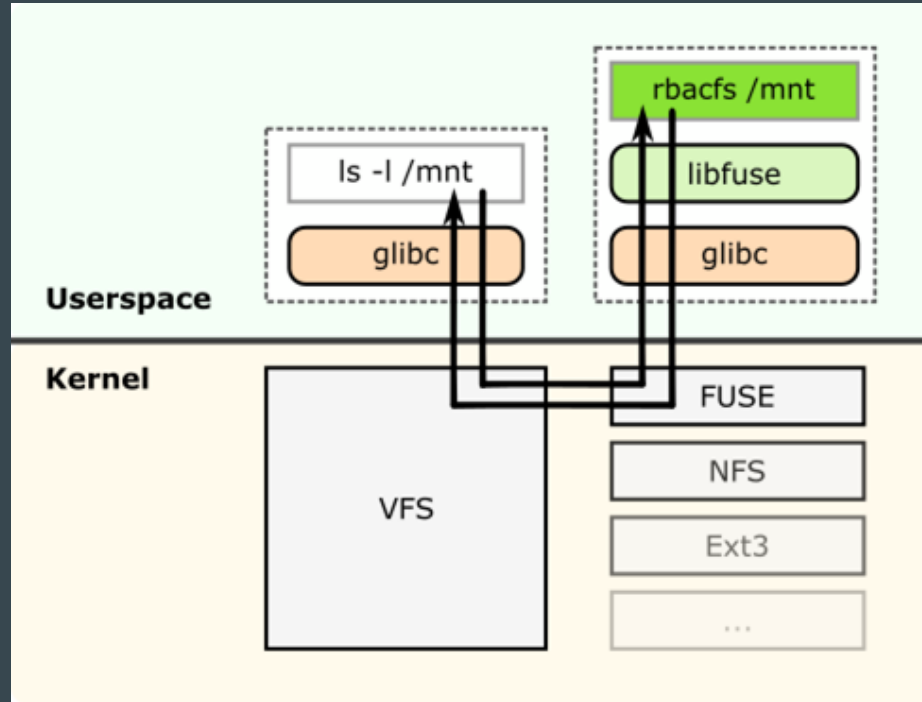 rbacfs /mnt
ls -l /mnt
libfuse
glibc
glibc
Userspace
Kernel
FUSE
NFS
VFS
Ext3
...